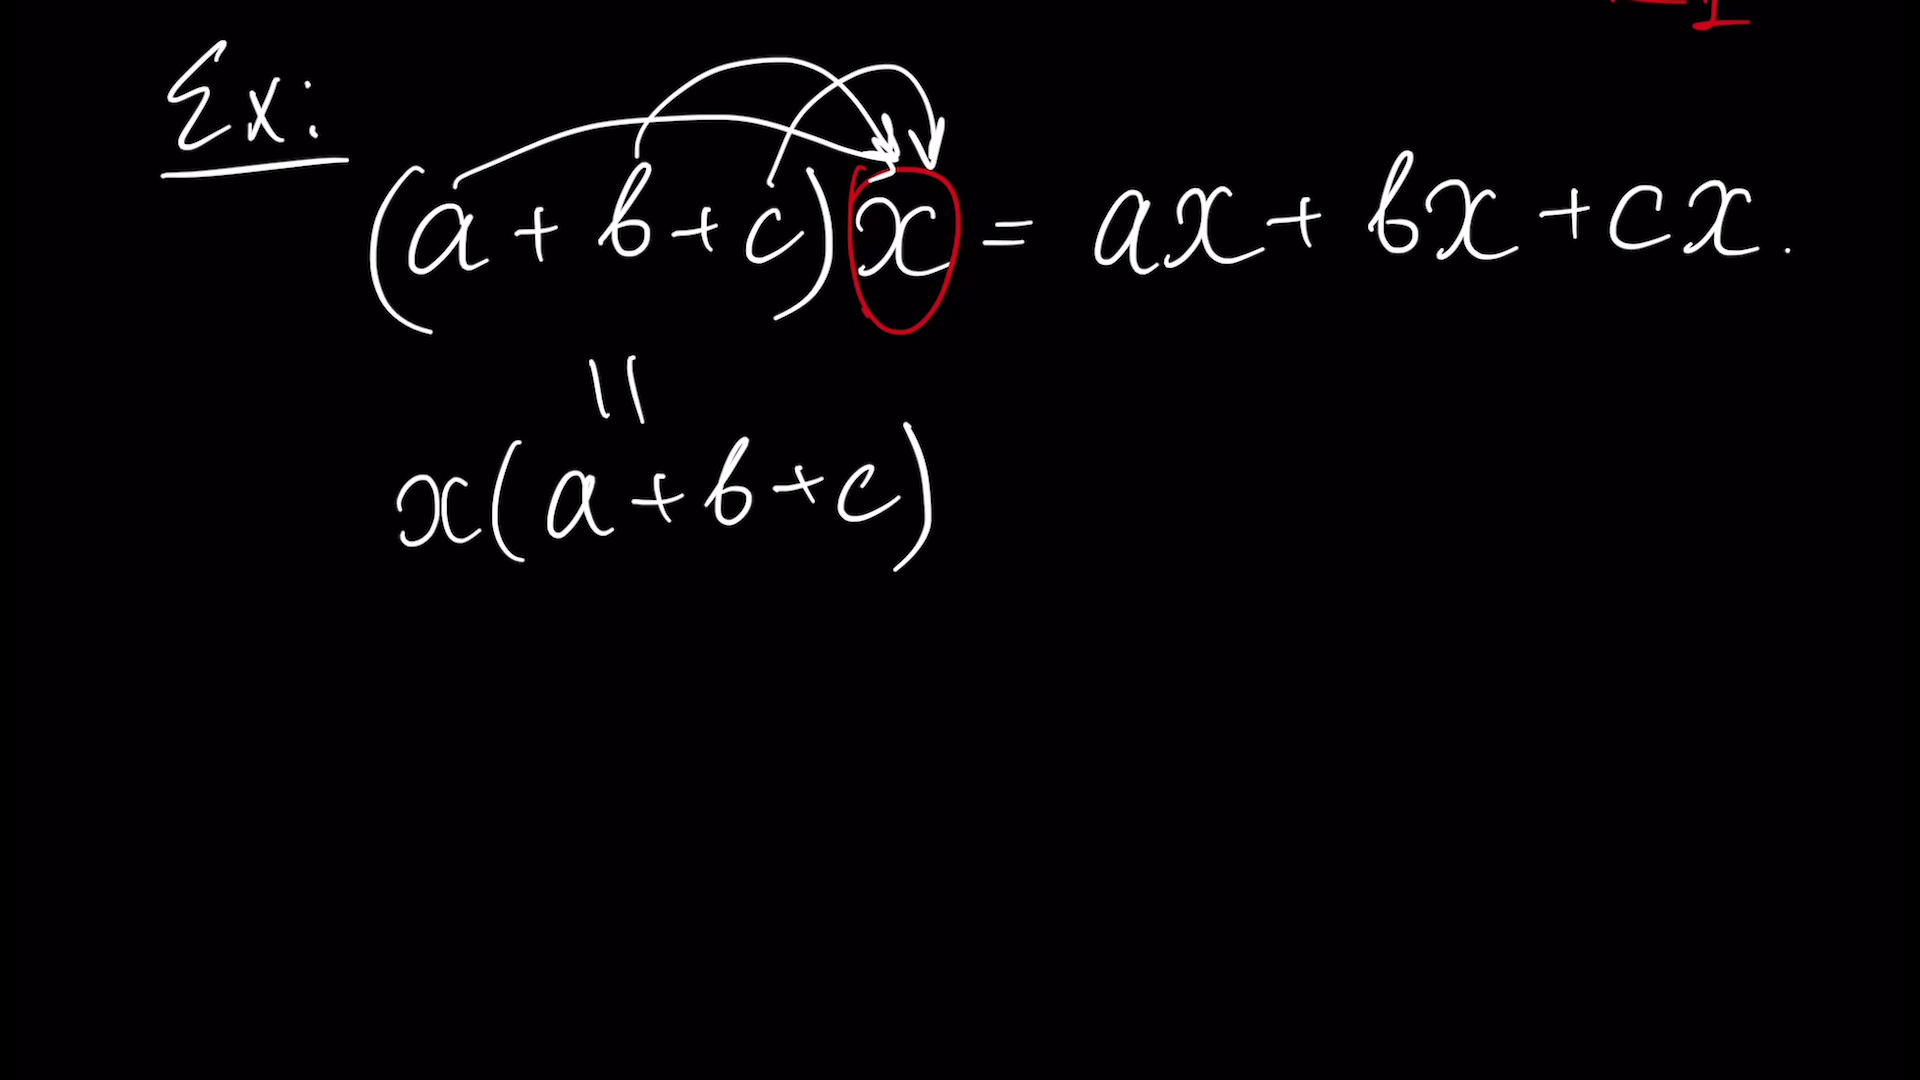 Ex:
(a + b + c)x = ax + bx + cx.
||
x(a + b + c)